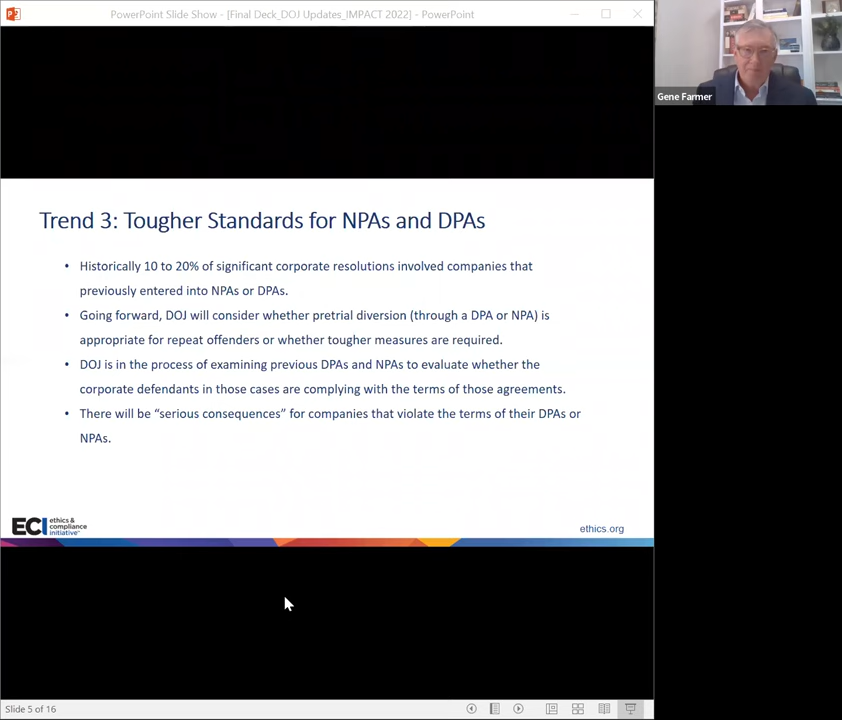 PowerPoint Slide Show - [Final Deck_DOJ Updates_IMPACT 2022] - PowerPoint
Gene Farmer
Trend 3: Tougher Standards for NPAs and DPAs
• Historically 10 to 20% of significant corporate resolutions involved companies that
previously entered into NPAs or DPAs.
• Going forward, DOJ will consider whether pretrial diversion (through a DPA or NPA) is
appropriate for repeat offenders or whether tougher measures are required.
• DOJ is in the process of examining previous DPAs and NPAs to evaluate whether the
corporate defendants in those cases are complying with the terms of those agreements.
• There will be “serious consequences” for companies that violate the terms of their DPAs or
NPAs.
ECI ethics &
compliance
initiative™
ethics.org
Slide 5 of 16